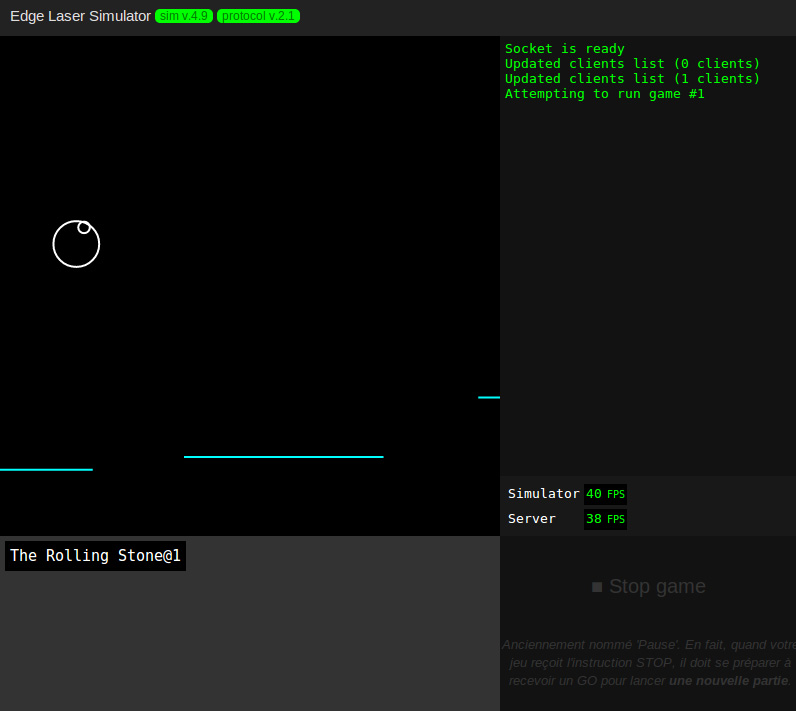 Edge Laser Simulator sim v.4.9 protocol v.2.1
Socket is ready
Updated clients list (0 clients)
Updated clients list (1 clients)
Attempting to run game #1
Simulator 40 FPS
Server 38 FPS
The Rolling Stone@1
■ Stop game
Anciennement nommé 'Pause'. En fait, quand votre
jeu reçoit l'instruction STOP, il doit se préparer à
recevoir un GO pour lancer une nouvelle partie.